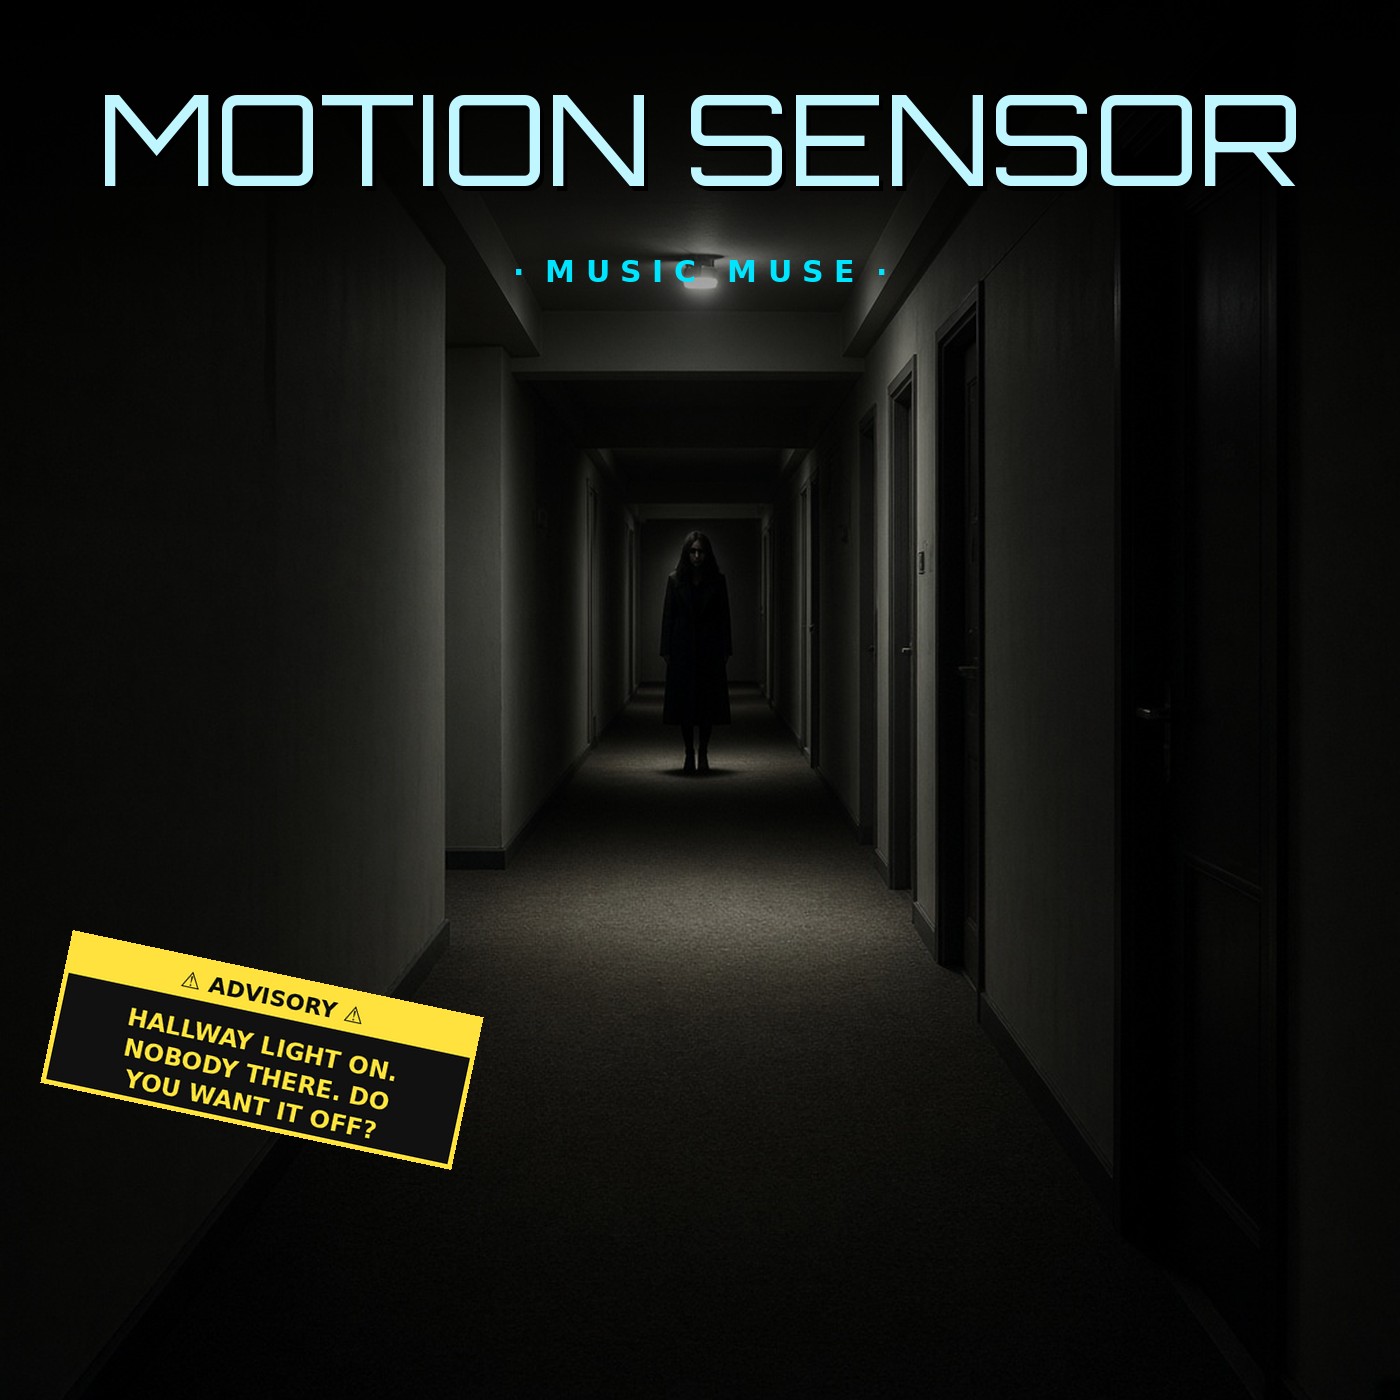 MOTION SENSOR
· MUSIC MUSE ·
⚠ ADVISORY ⚠
HALLWAY LIGHT ON.
NOBODY THERE. DO
YOU WANT IT OFF?